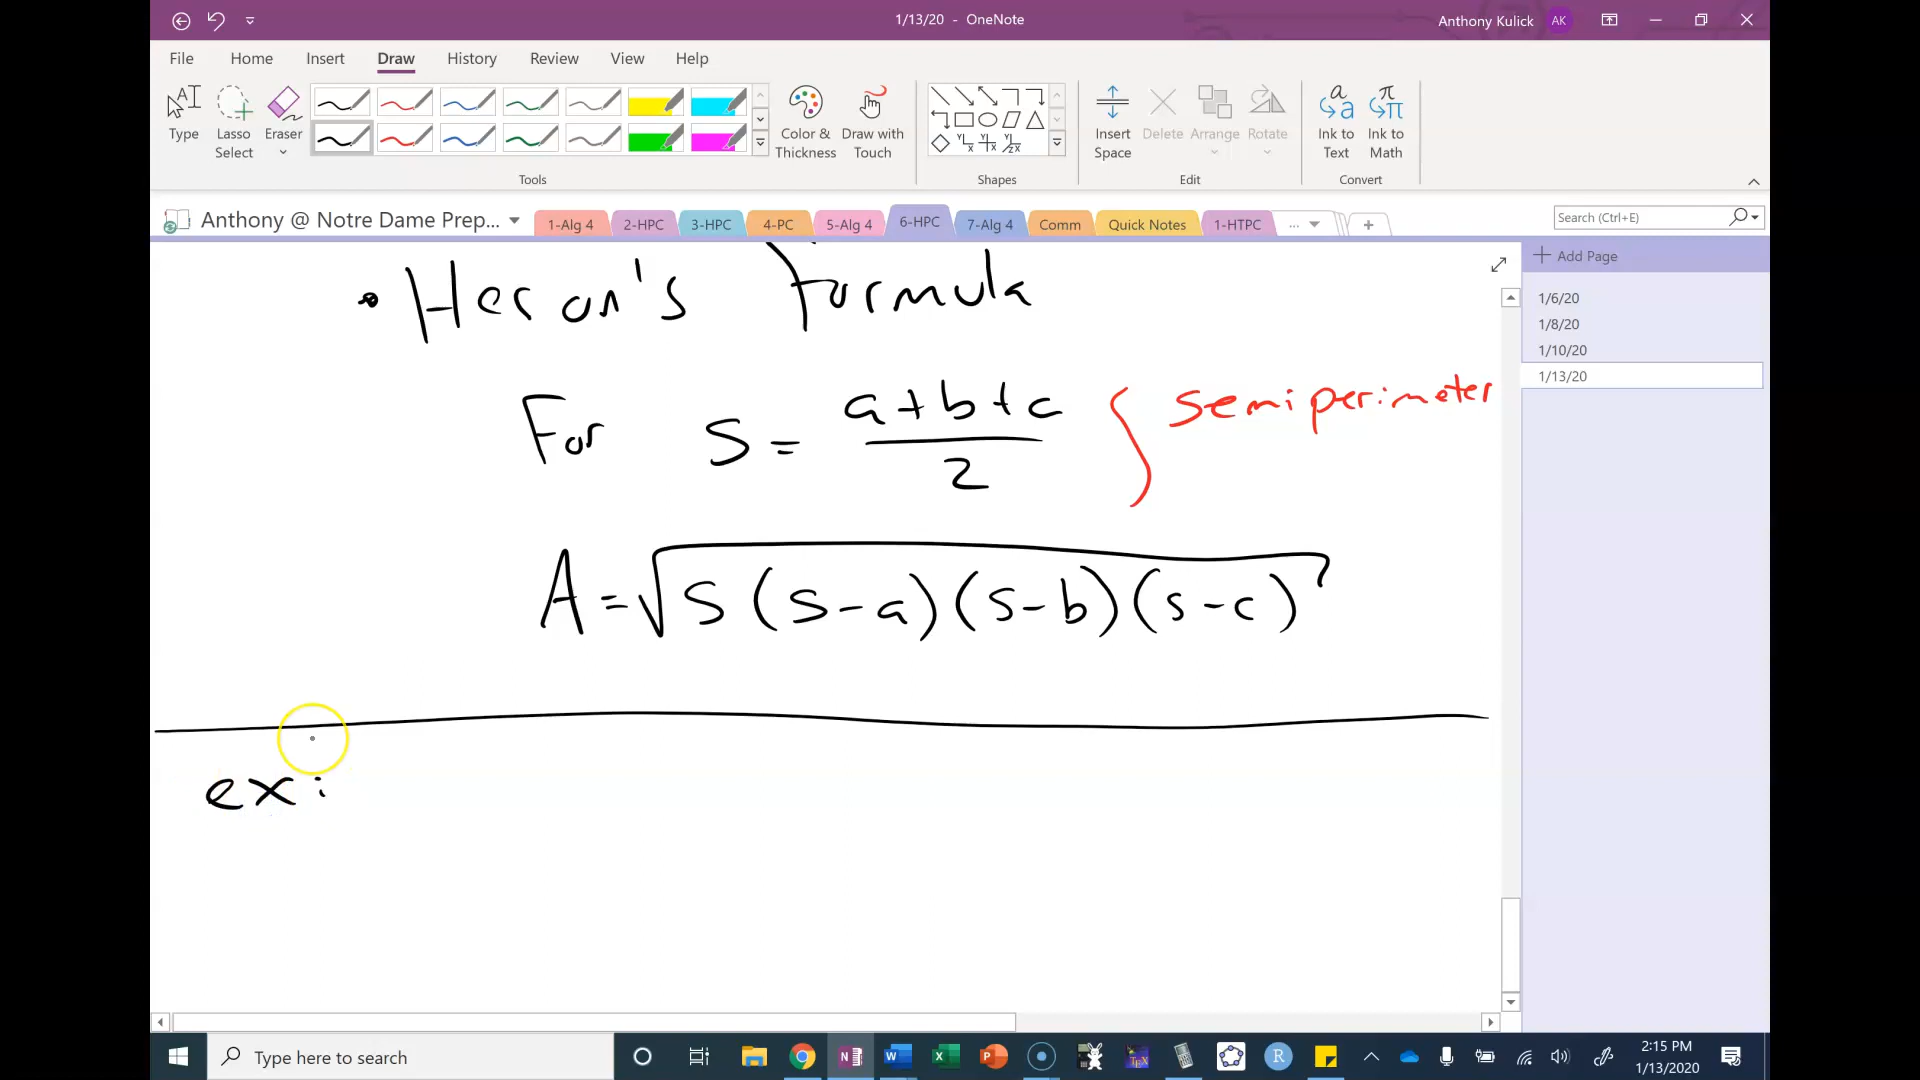 1/13/20 - OneNote
Anthony Kulick AK
File Home Insert Draw History Review View Help
Type
Lasso Select
Eraser
Color & Thickness
Draw with Touch
Insert Space
Delete
Arrange
Rotate
Ink to Text
Ink to Math
Tools
Shapes
Edit
Convert
Anthony @ Notre Dame Prep...
1-Alg 4 2-HPC 3-HPC 4-PC 5-Alg 4 6-HPC 7-Alg 4 Comm Quick Notes 1-HTPC ...
Search (Ctrl+E)
Add Page
1/6/20
1/8/20
1/10/20
1/13/20
• Heron's Formula
For s = a+b+c / 2 } semiperimeter
A = √s(s-a)(s-b)(s-c)
ex:
Type here to search
2:15 PM
1/13/2020